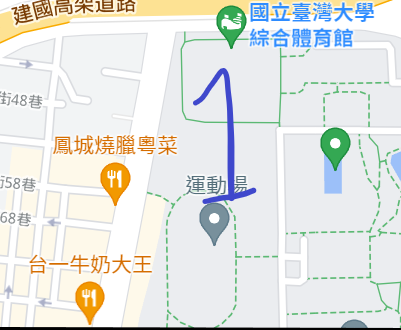 建國高架道路
國立臺灣大學
綜合體育館
街48巷
鳳城燒臘粵菜
1
街58巷
運動場
68巷
台一牛奶大王